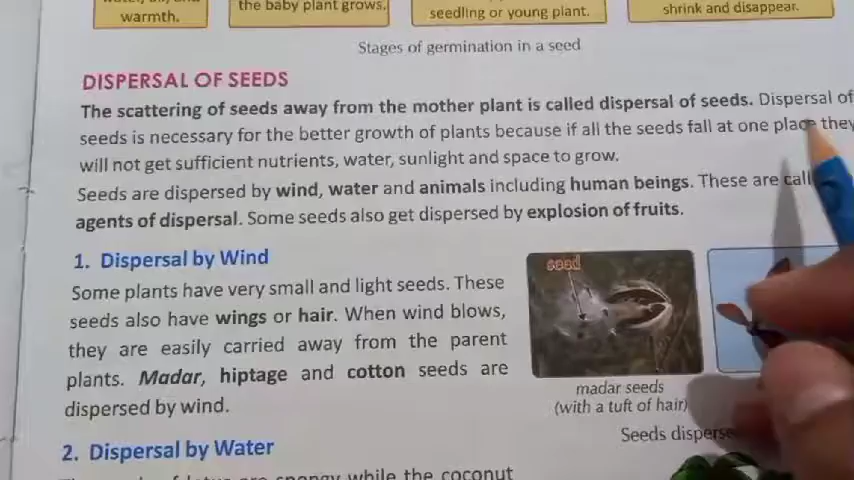 warmth.
the baby plant grows.
seedling or young plant.
shrink and disappear.
Stages of germination in a seed
DISPERSAL OF SEEDS
The scattering of seeds away from the mother plant is called dispersal of seeds. Dispersal of
seeds is necessary for the better growth of plants because if all the seeds fall at one place they
will not get sufficient nutrients, water, sunlight and space to grow.
Seeds are dispersed by wind, water and animals including human beings. These are call
agents of dispersal. Some seeds also get dispersed by explosion of fruits.
1. Dispersal by Wind
Some plants have very small and light seeds. These
seeds also have wings or hair. When wind blows,
they are easily carried away from the parent
plants. Madar, hiptage and cotton seeds are
dispersed by wind.
seed
madar seeds
(with a tuft of hair)
Seeds disperse
2. Dispersal by Water
spongy while the coconut